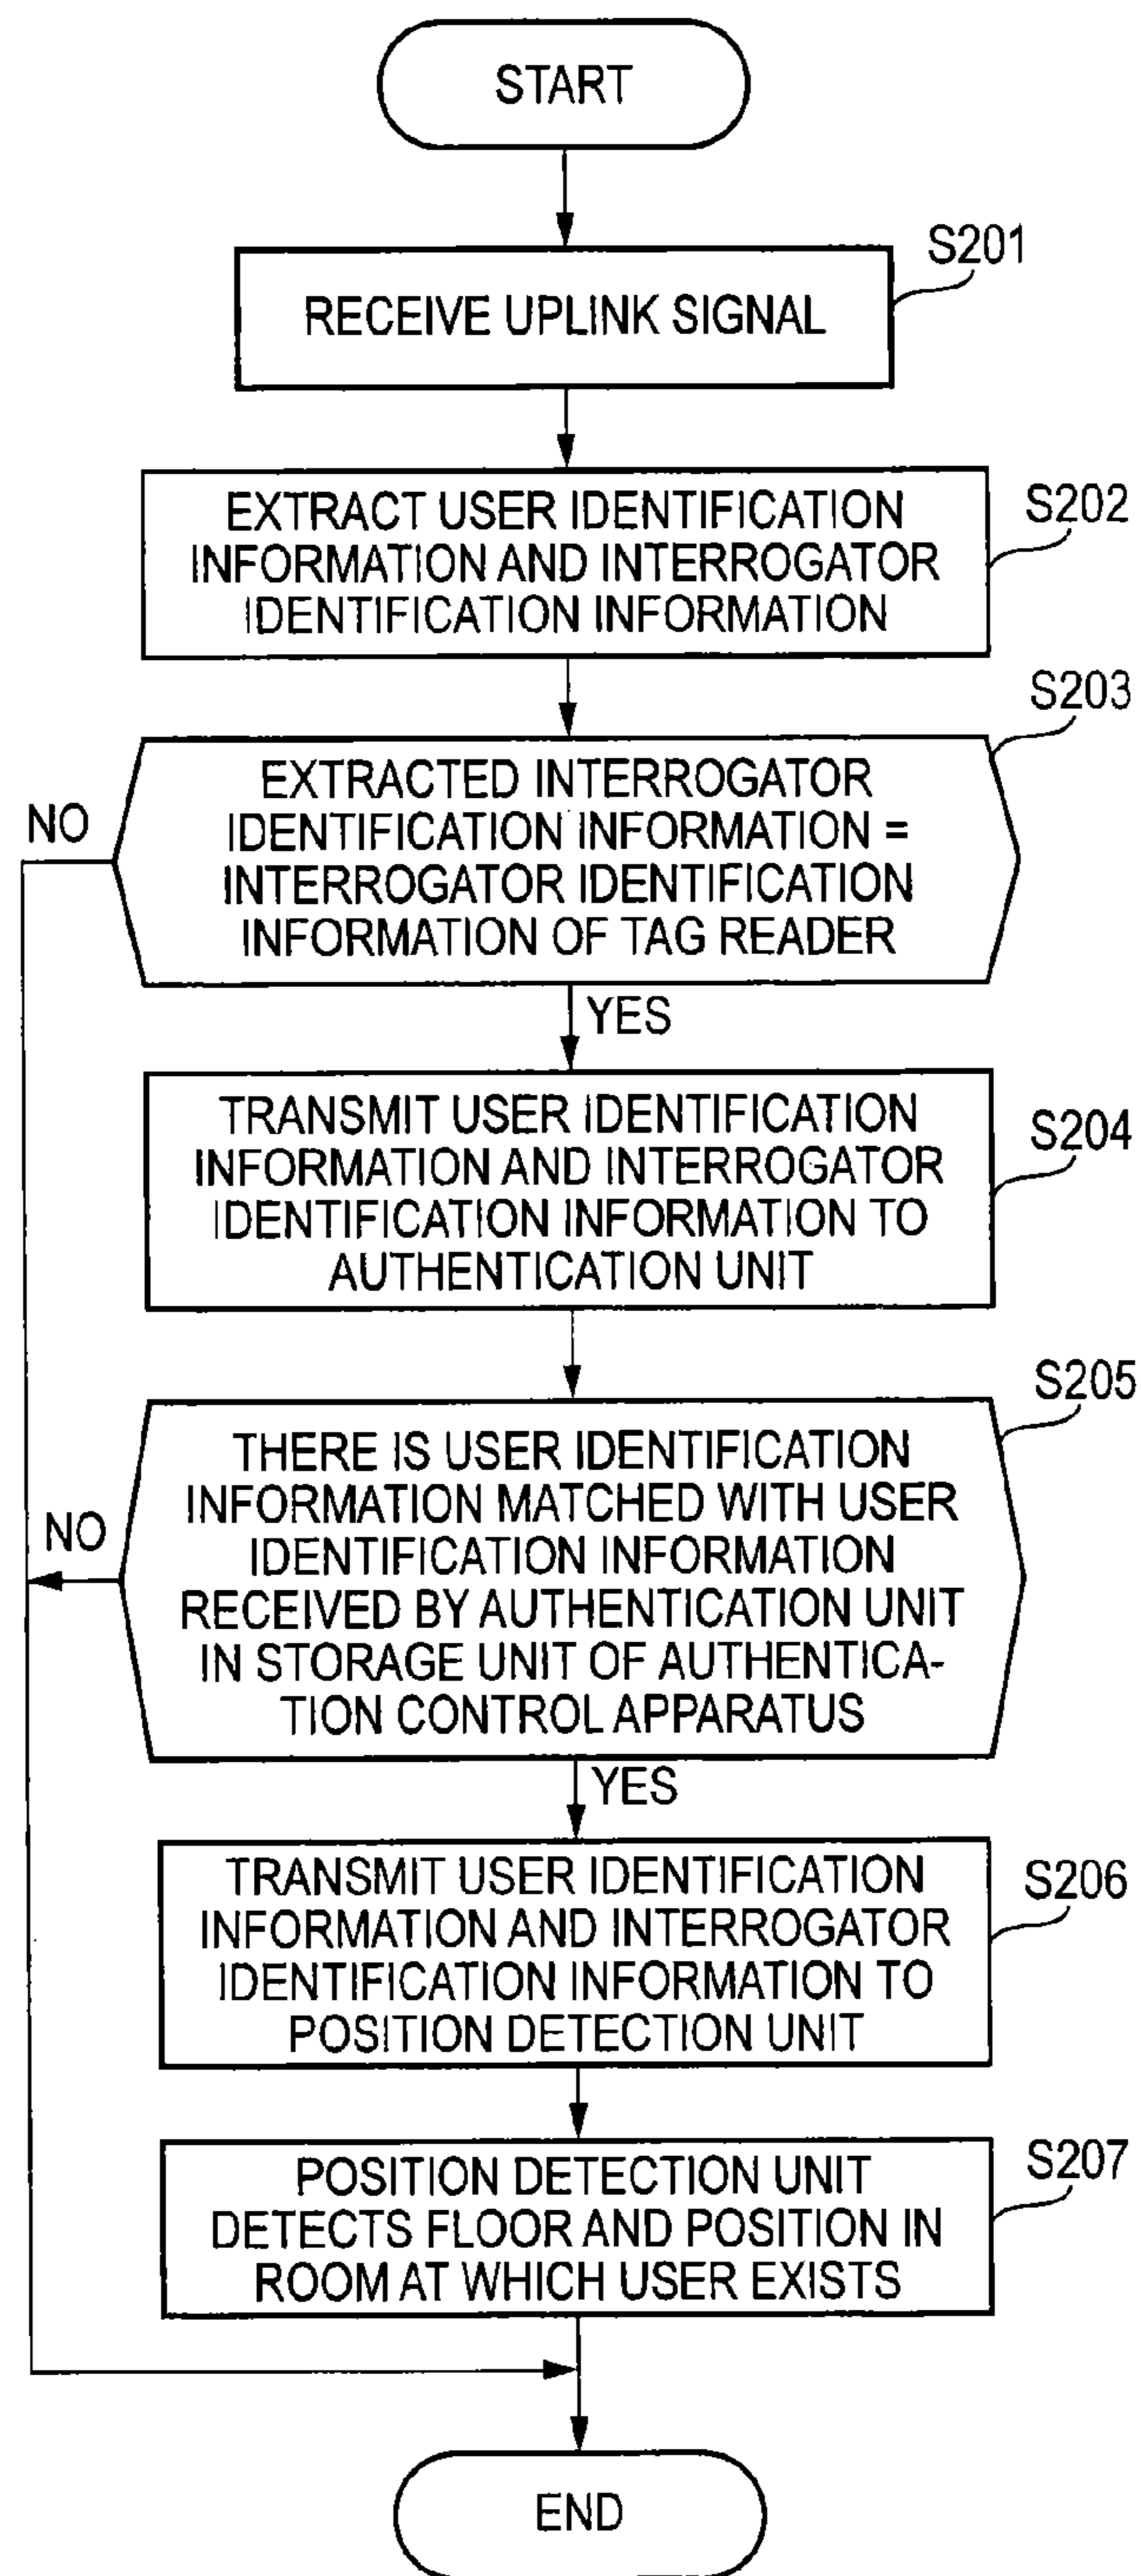 START
S201
RECEIVE UPLINK SIGNAL
S202
EXTRACT USER IDENTIFICATION
INFORMATION AND INTERROGATOR
IDENTIFICATION INFORMATION
S203
EXTRACTED INTERROGATOR
IDENTIFICATION INFORMATION =
INTERROGATOR IDENTIFICATION
INFORMATION OF TAG READER
NO
YES
S204
TRANSMIT USER IDENTIFICATION
INFORMATION AND INTERROGATOR
IDENTIFICATION INFORMATION TO
AUTHENTICATION UNIT
S205
THERE IS USER IDENTIFICATION
INFORMATION MATCHED WITH USER
IDENTIFICATION INFORMATION
RECEIVED BY AUTHENTICATION UNIT
IN STORAGE UNIT OF AUTHENTICA-
TION CONTROL APPARATUS
NO
YES
S206
TRANSMIT USER IDENTIFICATION
INFORMATION AND INTERROGATOR
IDENTIFICATION INFORMATION TO
POSITION DETECTION UNIT
S207
POSITION DETECTION UNIT
DETECTS FLOOR AND POSITION IN
ROOM AT WHICH USER EXISTS
END